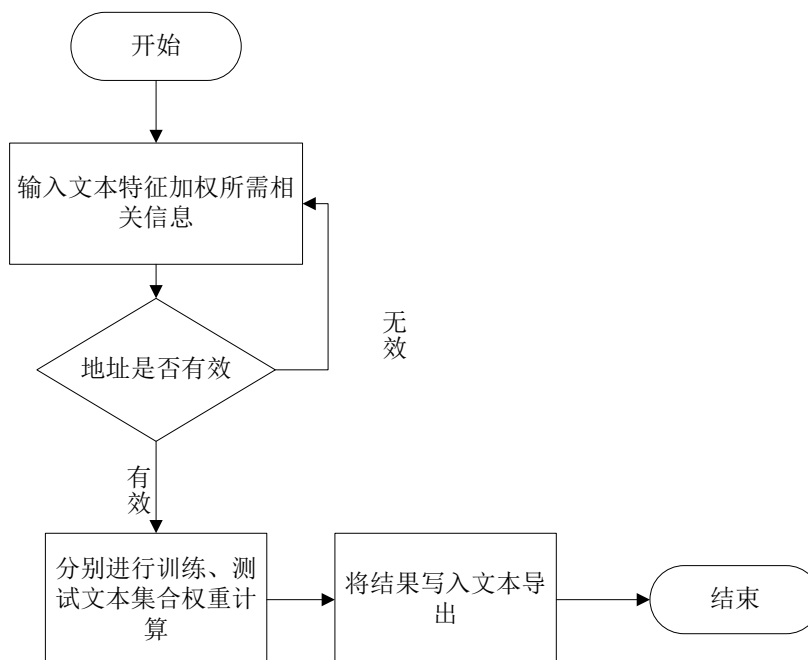 开始
输入文本特征加权所需相
关信息
无
效
地址是否有效
有
效
分别进行训练、测
试文本集合权重计
算
将结果写入文本导
出
结束